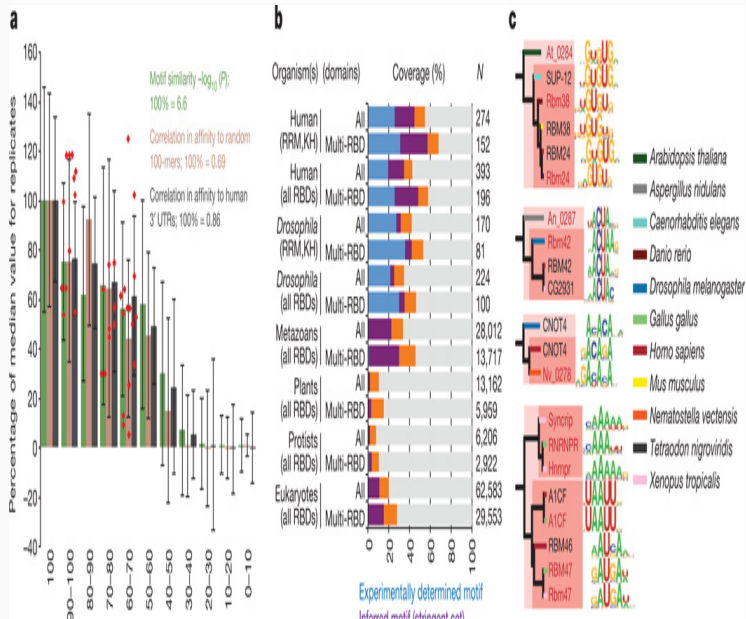 a
Percentage of median value for replicates
160
140
120
100
80
60
40
20
0
−20
−40
100
90–100
80–90
70–80
60–70
50–60
40–50
30–40
20–30
10–20
0–10
Motif similarity –log10 (P);
100% = 6.6
Correlation in affinity to random
100-mers; 100% = 0.69
Correlation in affinity to human
3′ UTRs; 100% = 0.86
b
Organism(s) (domains) Coverage (%) N
Human (RRM,KH) All 274
Multi-RBD 152
Human (all RBDs) All 393
Multi-RBD 196
Drosophila (RRM,KH) All 170
Multi-RBD 81
Drosophila (all RBDs) All 224
Multi-RBD 100
Metazoans (all RBDs) All 28,012
Multi-RBD 13,717
Plants (all RBDs) All 13,162
Multi-RBD 5,959
Protists (all RBDs) All 6,206
Multi-RBD 2,922
Eukaryotes (all RBDs) All 62,583
Multi-RBD 29,553
0 20 40 60 80 100
Experimentally determined motif
Inferred motif (stringent set)
c
At_0284
SUP-12
Rbm38
RBM38
RBM24
Rbm24
An_0287
Rbm42
RBM42
CG2931
CNOT4
CNOT4
Nv_0278
Syncrip
RNRNPR
Hnrnpr
A1CF
A1CF
RBM46
RBM47
Rbm47
Arabidopsis thaliana
Aspergillus nidulans
Caenorhabditis elegans
Danio rerio
Drosophila melanogaster
Gallus gallus
Homo sapiens
Mus musculus
Nematostella vectensis
Tetraodon nigroviridis
Xenopus tropicalis